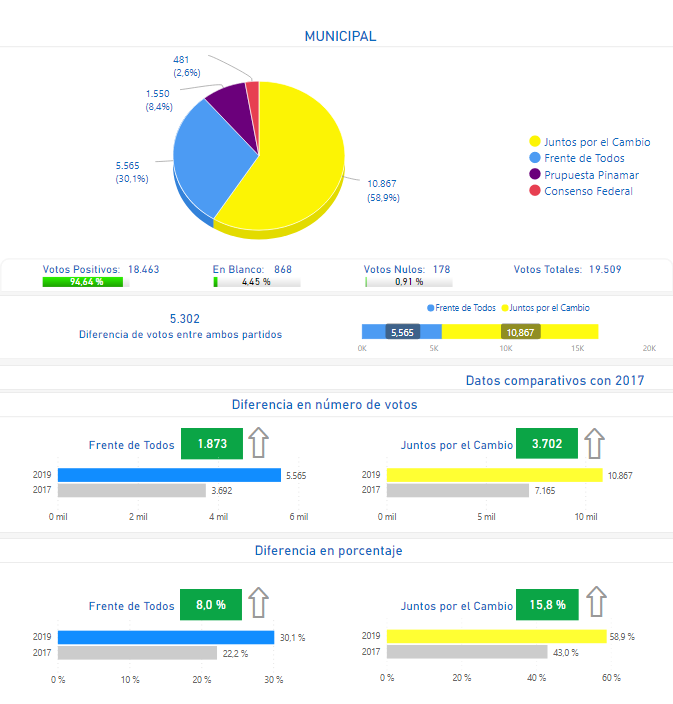 MUNICIPAL
481
(2,6%)
1.550
(8,4%)
5.565
(30,1%)
10.867
(58,9%)
Juntos por el Cambio
Frente de Todos
Prupuesta Pinamar
Consenso Federal
Votos Positivos: 18.463
94,64 %
En Blanco: 868
4,45 %
Votos Nulos: 178
0,91 %
Votos Totales: 19.509
5.302
Diferencia de votos entre ambos partidos
Frente de Todos Juntos por el Cambio
5,565 10,867
0K 5K 10K 15K 20K
Datos comparativos con 2017
Diferencia en número de votos
Frente de Todos 1.873
2019 5.565
2017 3.692
0 mil 2 mil 4 mil 6 mil
Juntos por el Cambio 3.702
2019 10.867
2017 7.165
0 mil 5 mil 10 mil
Diferencia en porcentaje
Frente de Todos 8,0 %
2019 30,1 %
2017 22,2 %
0 % 10 % 20 % 30 %
Juntos por el Cambio 15,8 %
2019 58,9 %
2017 43,0 %
0 % 20 % 40 % 60 %